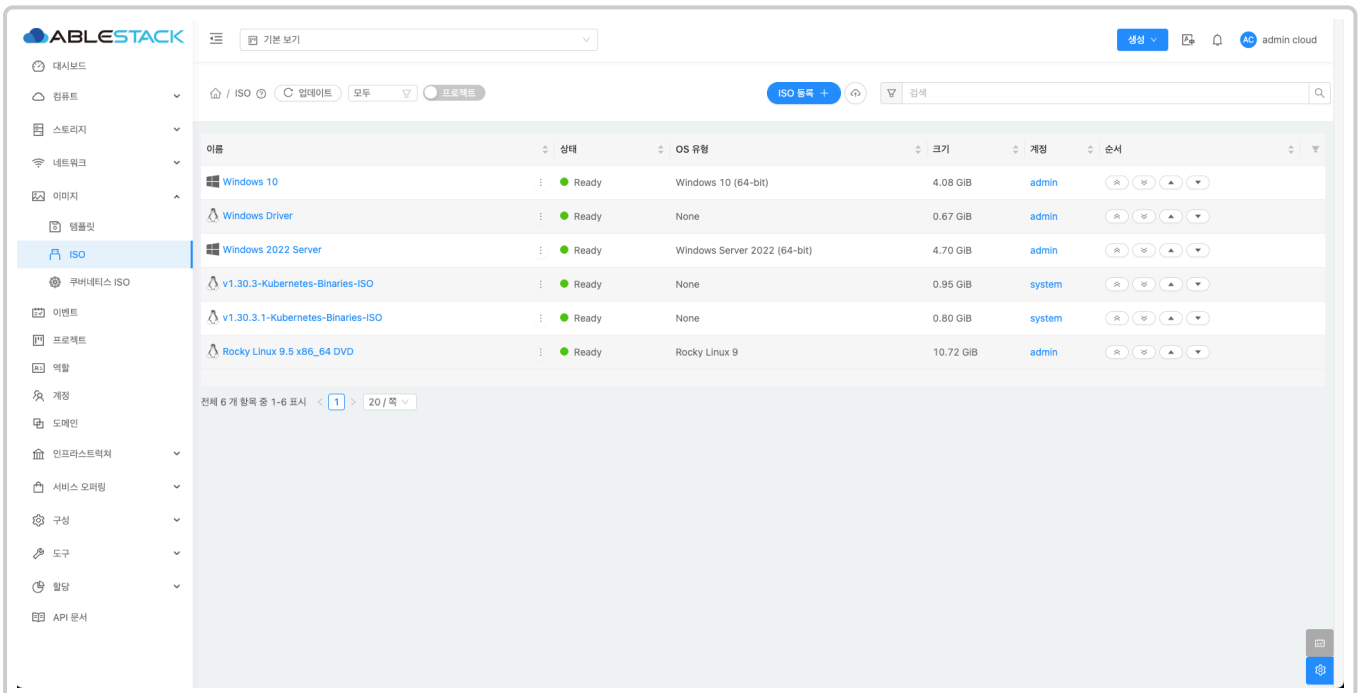 ABLESTACK
기본 보기
생성
AC admin cloud
대시보드
컴퓨트
스토리지
네트워크
이미지
템플릿
ISO
쿠버네티스 ISO
이벤트
프로젝트
역할
계정
도메인
인프라스트럭쳐
서비스 오퍼링
구성
도구
할당
API 문서
/ ISO 업데이트 모두 프로젝트
ISO 등록 +
검색
이름 상태 OS 유형 크기 계정 순서
Windows 10 Ready Windows 10 (64-bit) 4.08 GiB admin
Windows Driver Ready None 0.67 GiB admin
Windows 2022 Server Ready Windows Server 2022 (64-bit) 4.70 GiB admin
v1.30.3-Kubernetes-Binaries-ISO Ready None 0.95 GiB system
v1.30.3.1-Kubernetes-Binaries-ISO Ready None 0.80 GiB system
Rocky Linux 9.5 x86_64 DVD Ready Rocky Linux 9 10.72 GiB admin
전체 6 개 항목 중 1-6 표시 < 1 > 20 / 쪽